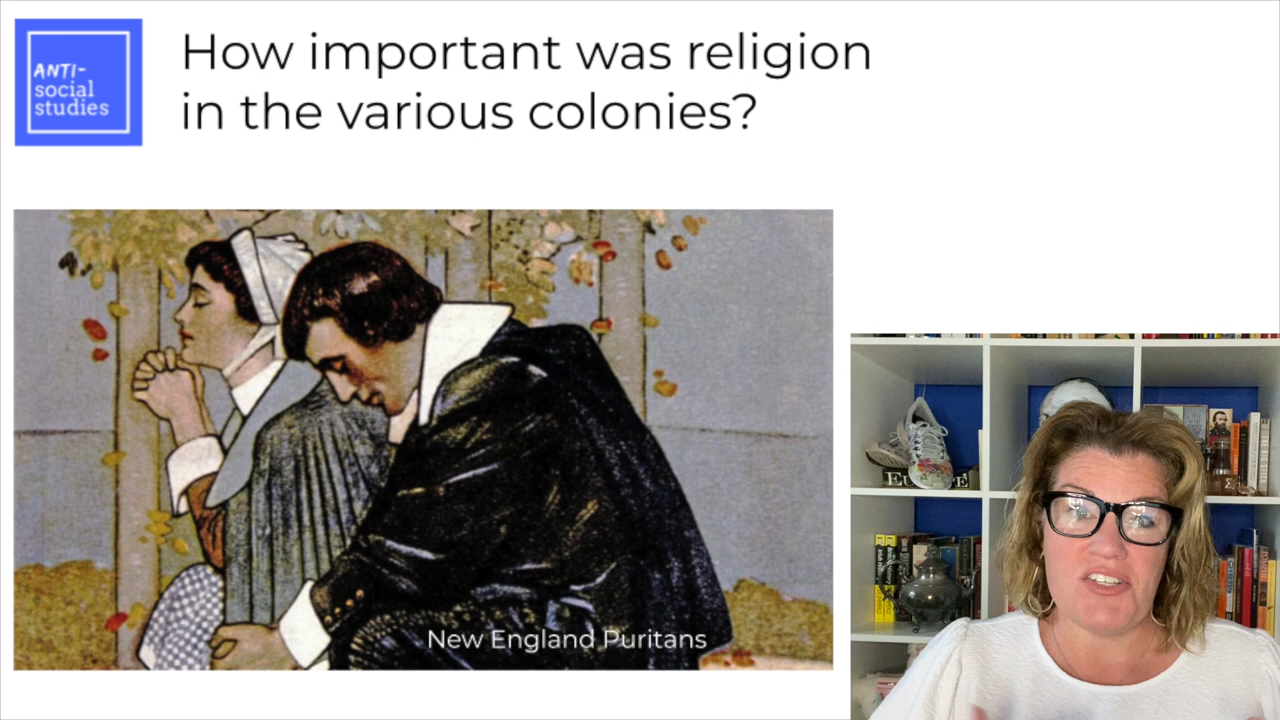 ANTI-
social
studies
How important was religion
in the various colonies?
New England Puritans